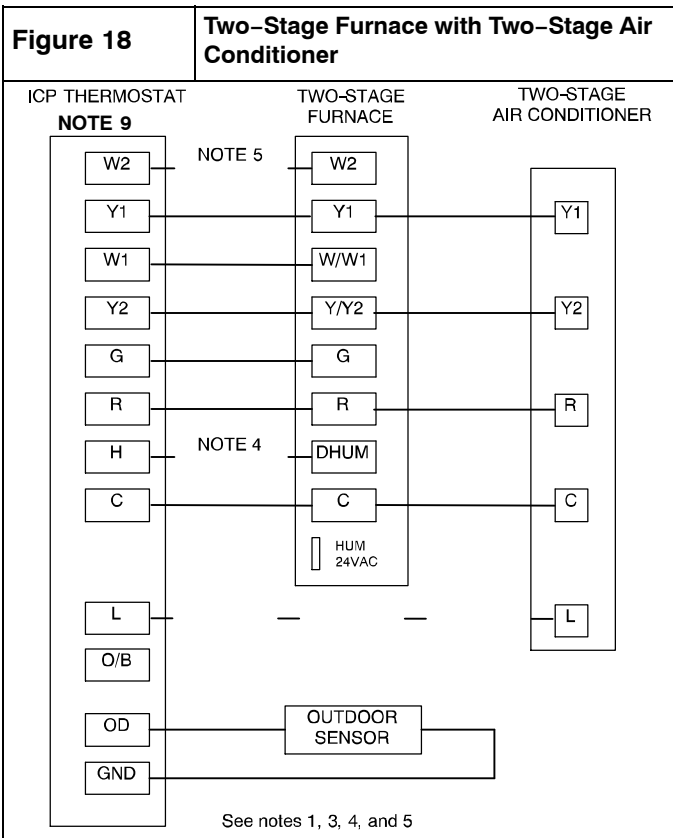 Figure 18
Two−Stage Furnace with Two−Stage Air
Conditioner
ICP THERMOSTAT
NOTE 9
TWO-STAGE
FURNACE
TWO-STAGE
AIR CONDITIONER
W2 NOTE 5 W2
Y1 Y1 Y1
W1 W/W1
Y2 Y/Y2 Y2
G G
R R R
H NOTE 4 DHUM
C C C
HUM
24VAC
L L
O/B
OD OUTDOOR
SENSOR
GND
See notes 1, 3, 4, and 5